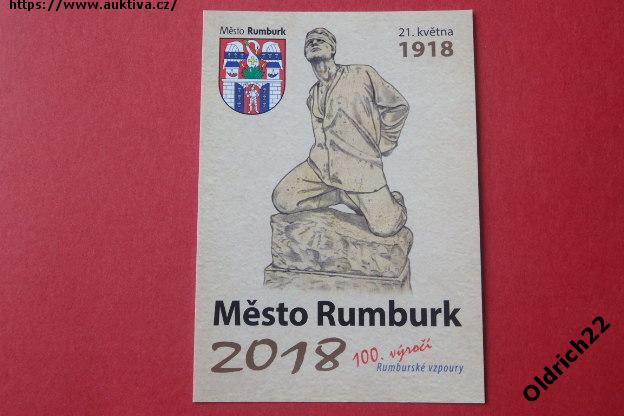 https://www.auktiva.cz/
Město Rumburk
21. května
1918
Město Rumburk
2018 100. výročí
Rumburské vzpoury
Oldrich22